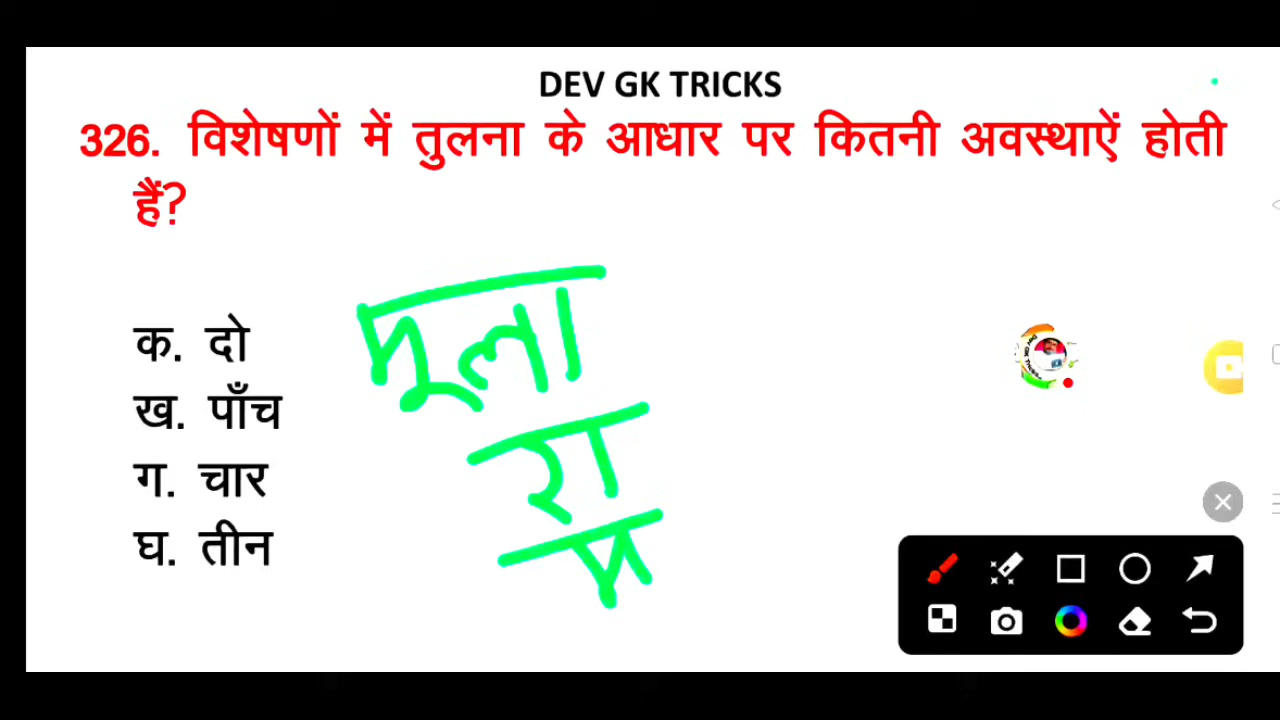 DEV GK TRICKS
326. विशेषणों में तुलना के आधार पर कितनी अवस्थाऐं होती
हैं?
क. दो
ख. पाँच
ग. चार
घ. तीन
रा